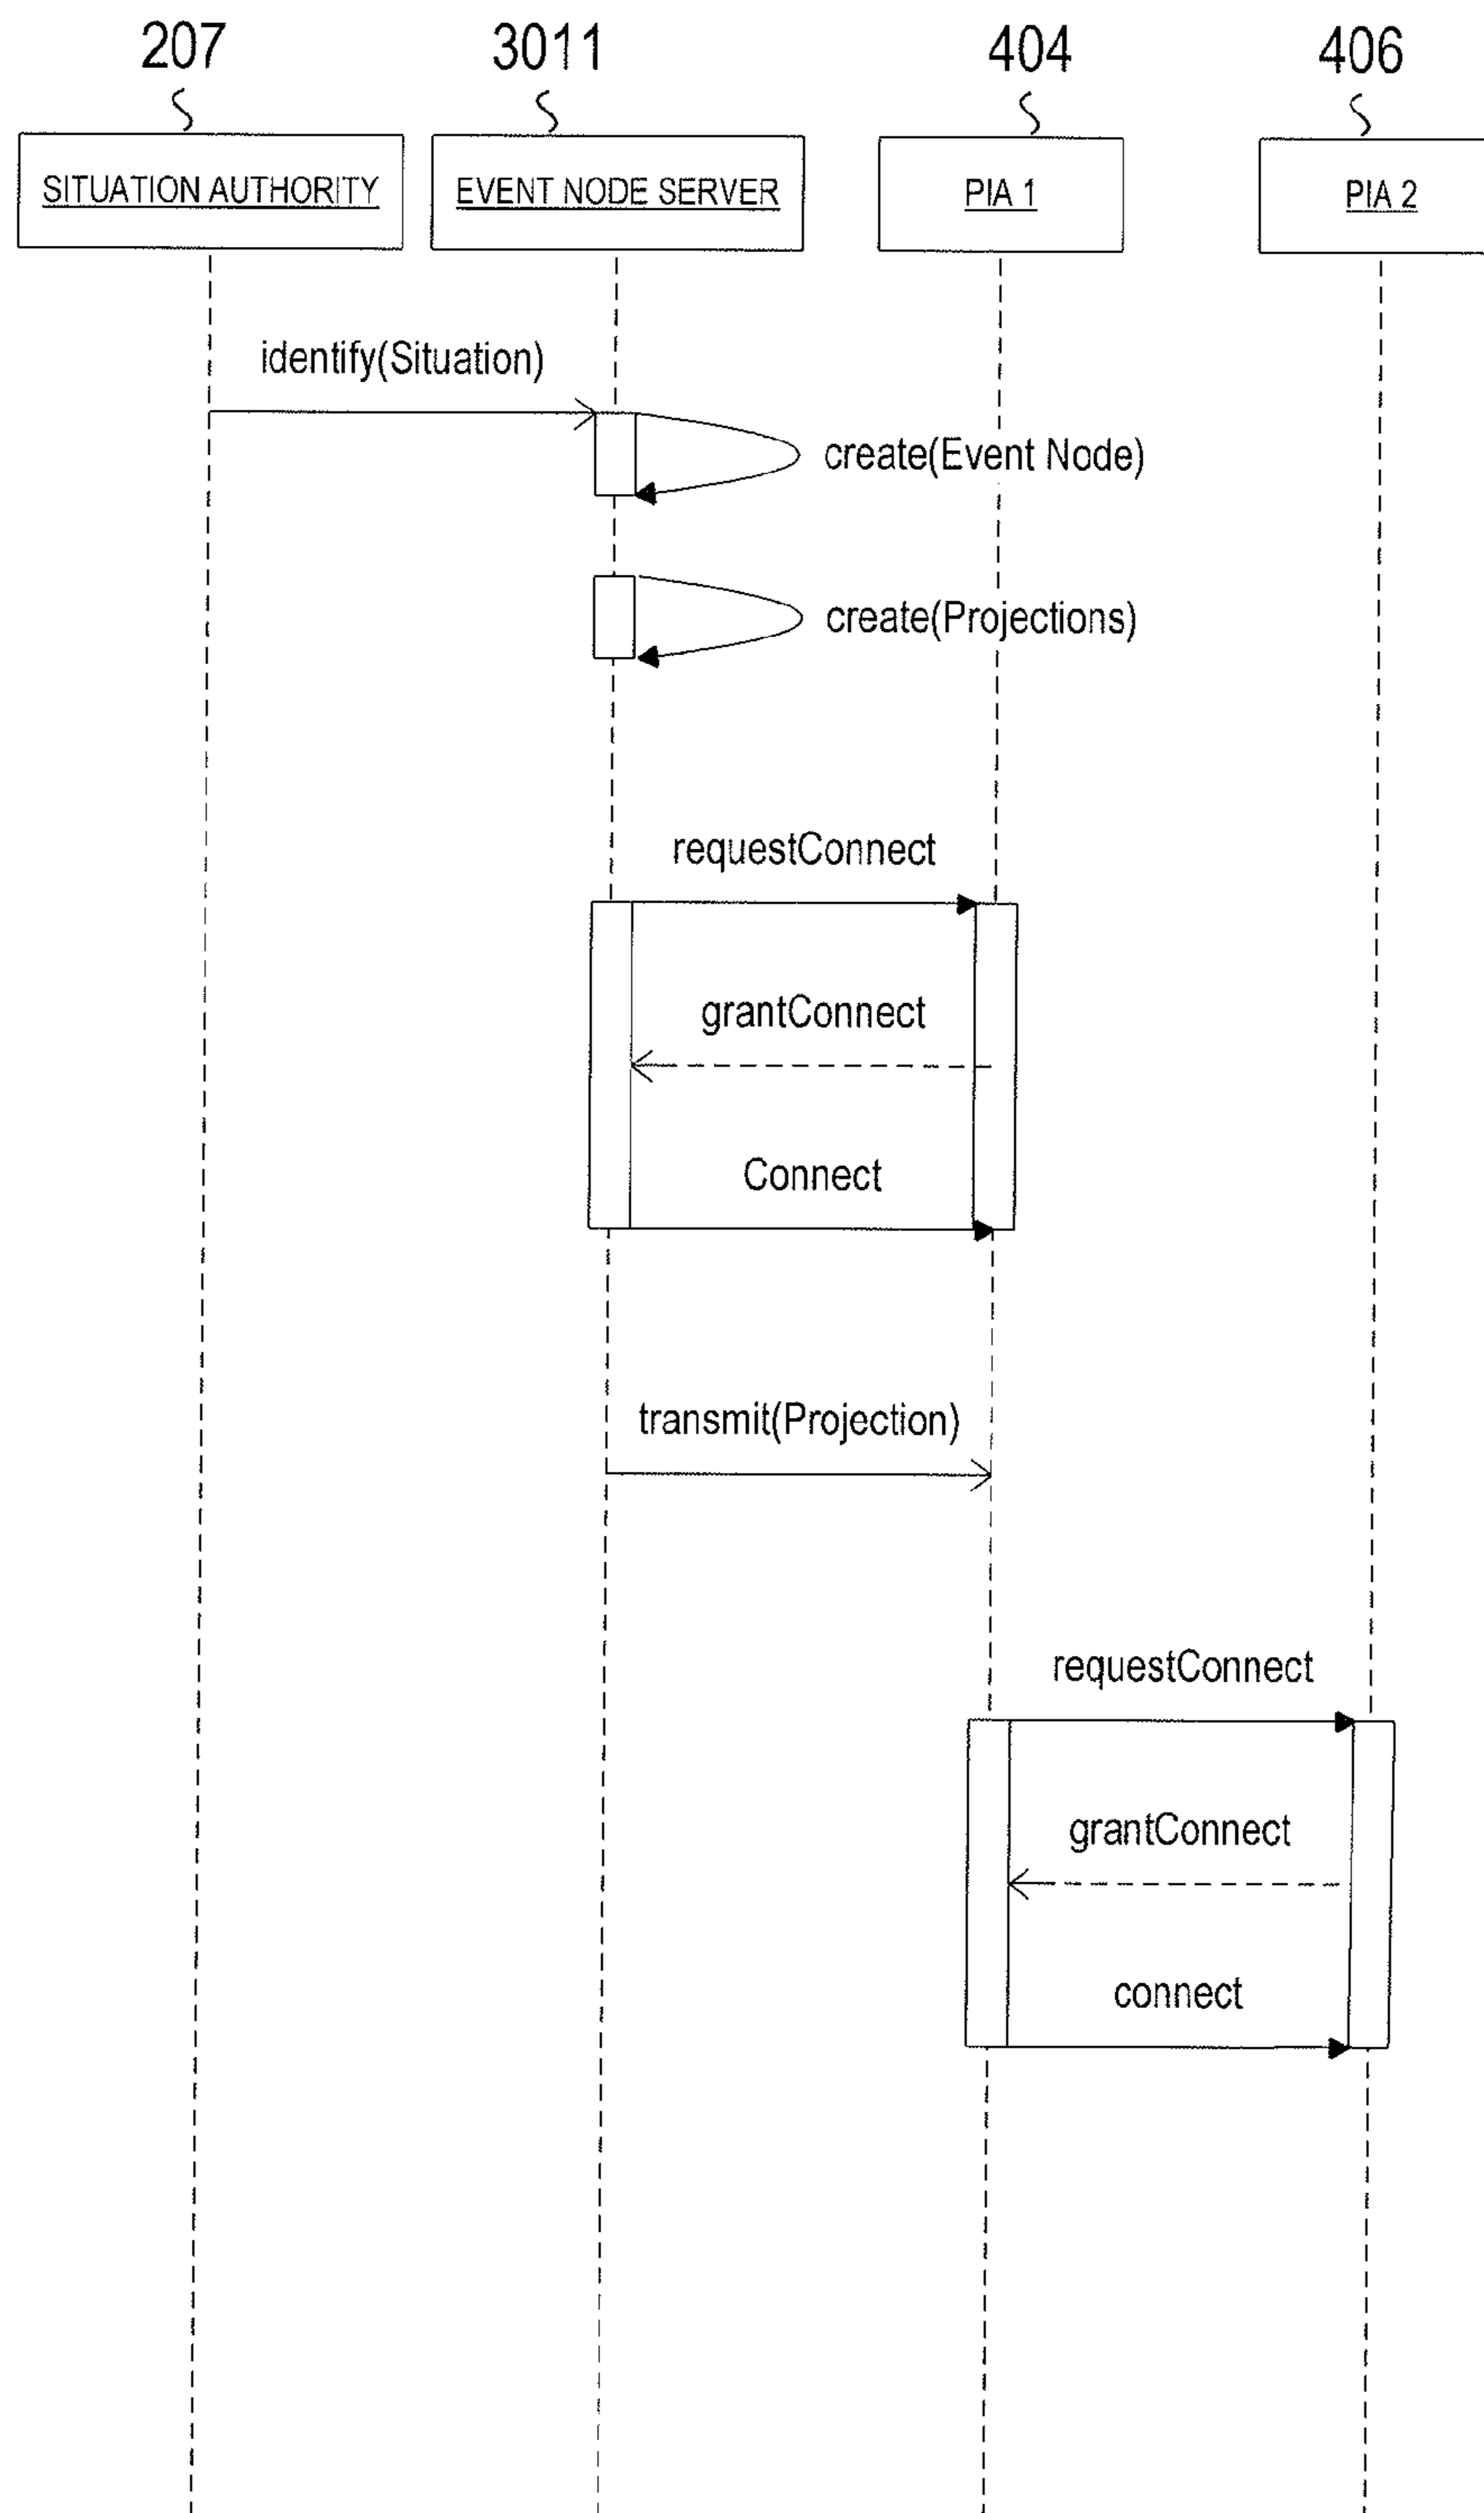 207 3011 404 406
SITUATION AUTHORITY EVENT NODE SERVER PIA 1 PIA 2
identify(Situation)
create(Event Node)
create(Projections)
requestConnect
grantConnect
Connect
transmit(Projection)
requestConnect
grantConnect
connect